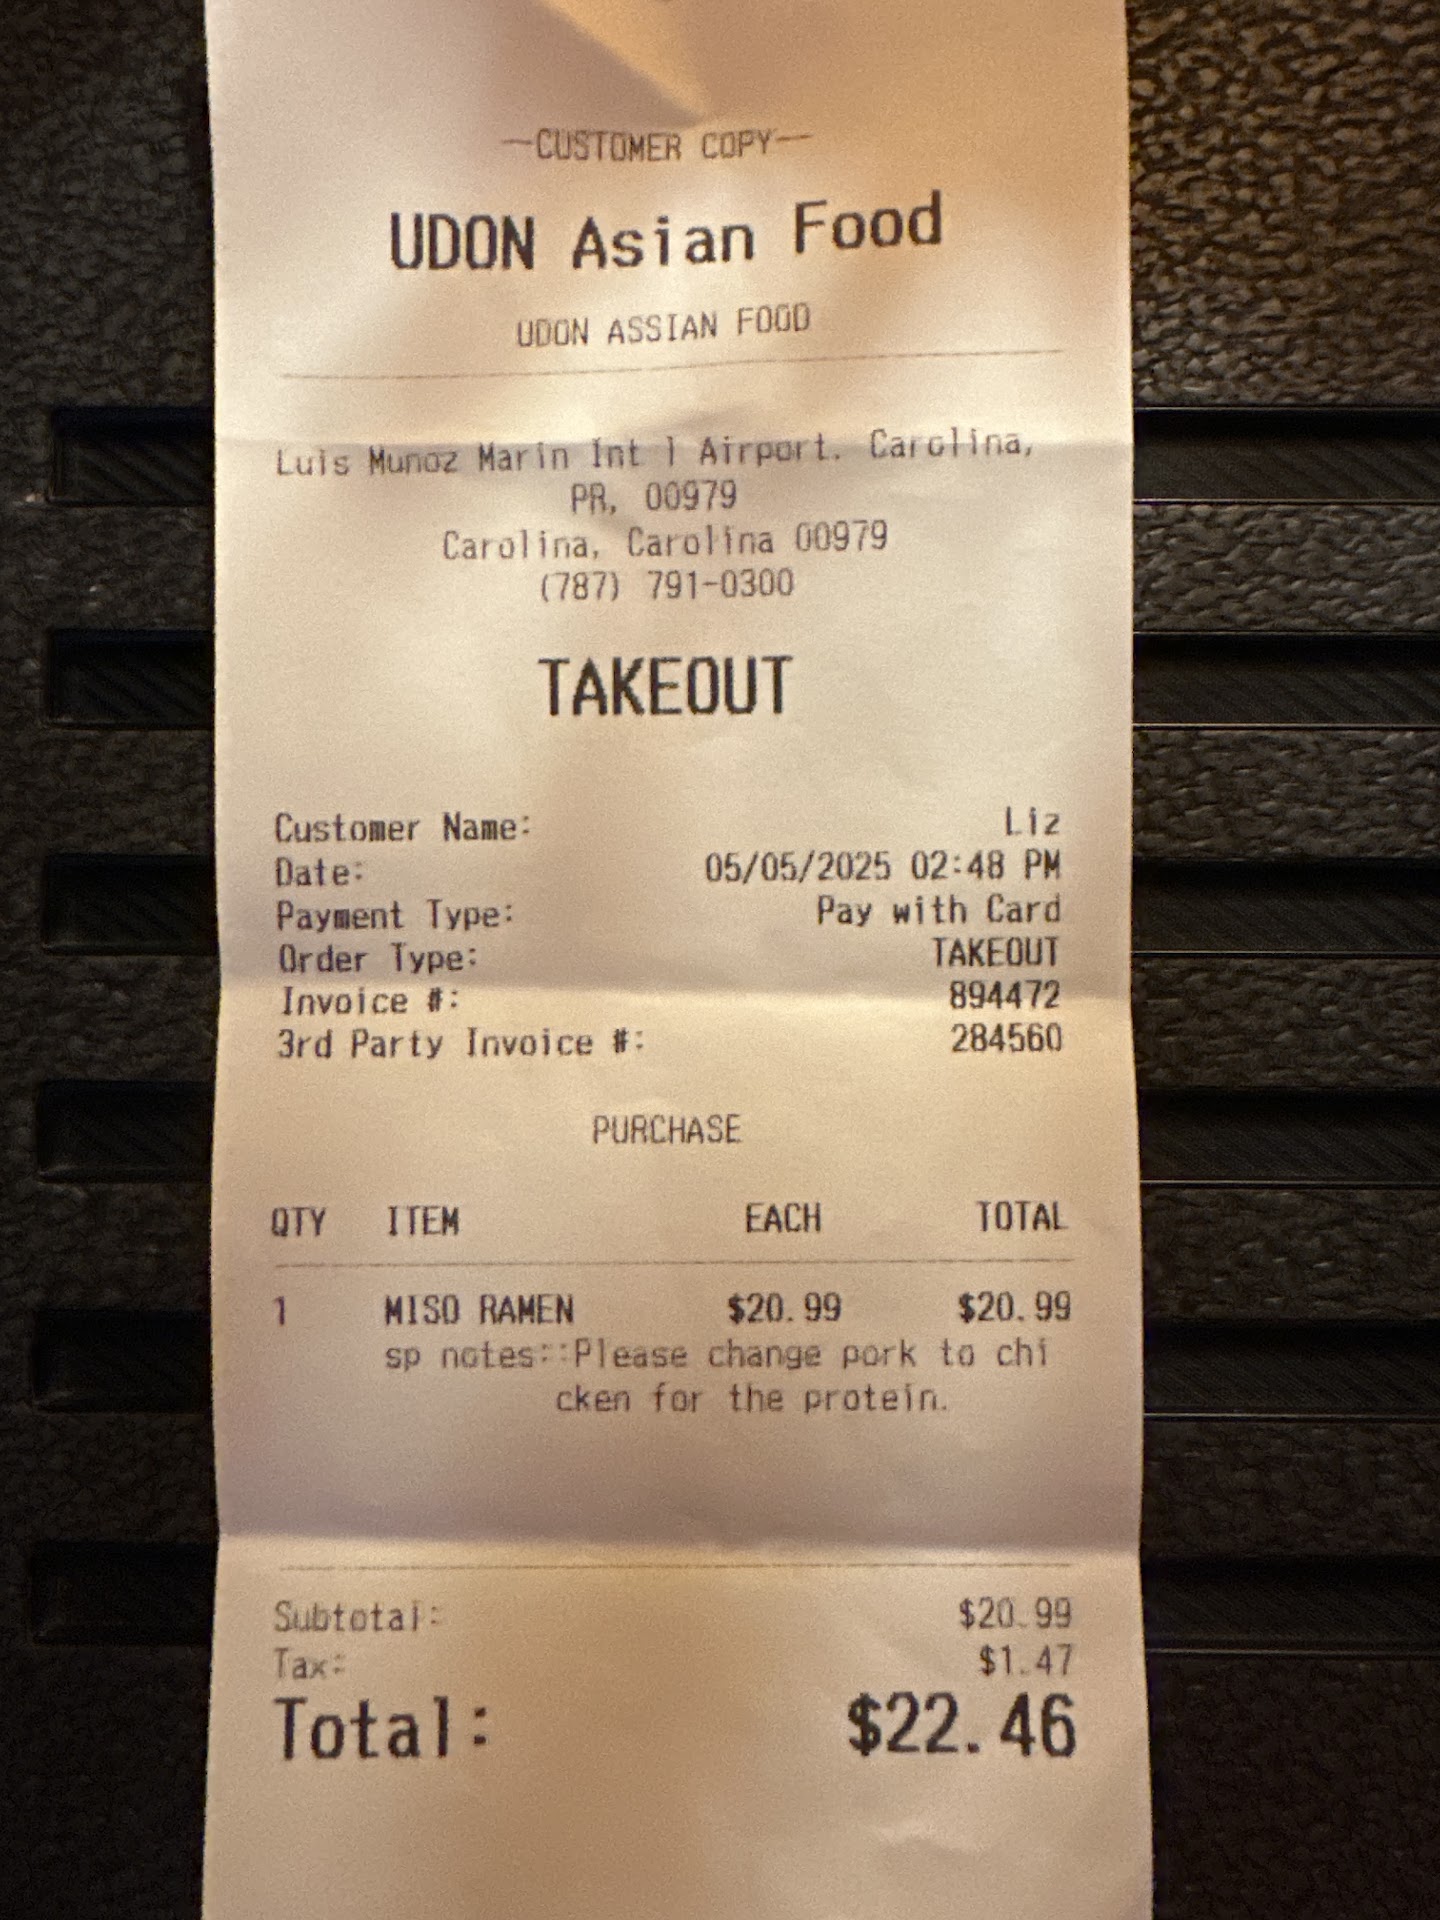 —CUSTOMER COPY—
UDON Asian Food
UDON ASSIAN FOOD
Luis Munoz Marin Int l Airport. Carolina,
PR, 00979
Carolina, Carolina 00979
(787) 791-0300
TAKEOUT
Customer Name: Liz
Date: 05/05/2025 02:48 PM
Payment Type: Pay with Card
Order Type: TAKEOUT
Invoice #: 894472
3rd Party Invoice #: 284560
PURCHASE
QTY ITEM EACH TOTAL
1 MISO RAMEN $20.99 $20.99
sp notes::Please change pork to chi
cken for the protein.
Subtotal: $20.99
Tax: $1.47
Total: $22.46